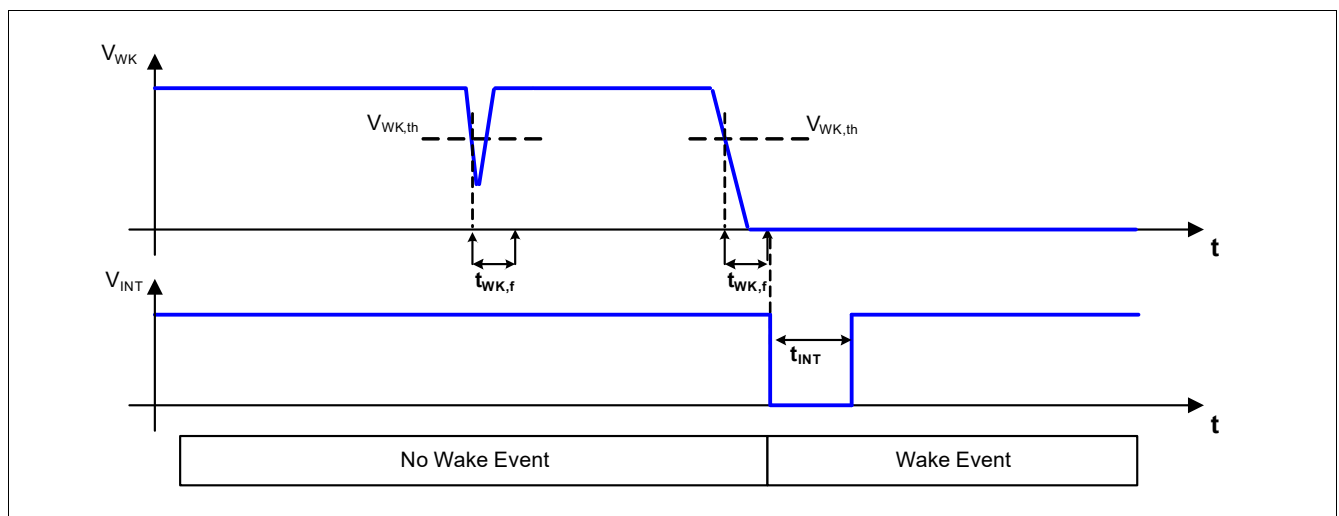 VWK
VWK,th
VWK,th
t
tWK,f
tWK,f
VINT
tINT
t
No Wake Event
Wake Event